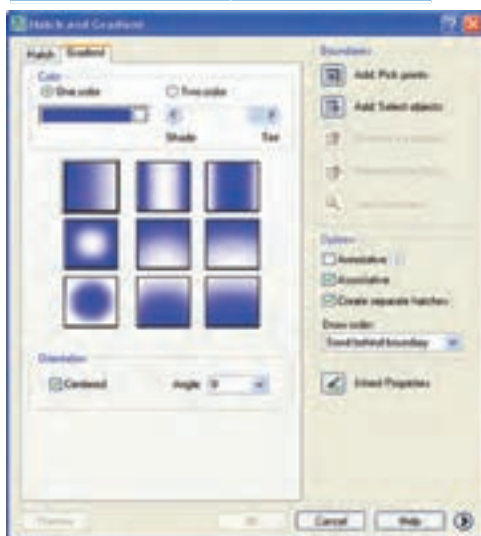 Hatch and Gradient
Hatch Gradient
Color
One color Two color
Shade Tint
Orientation
Centered Angle 0
Boundaries
Add: Pick points
Add: Select objects
Options
Annotative
Associative
Create separate hatches
Draw order:
Send behind boundary
Inherit Properties
Preview OK Cancel Help